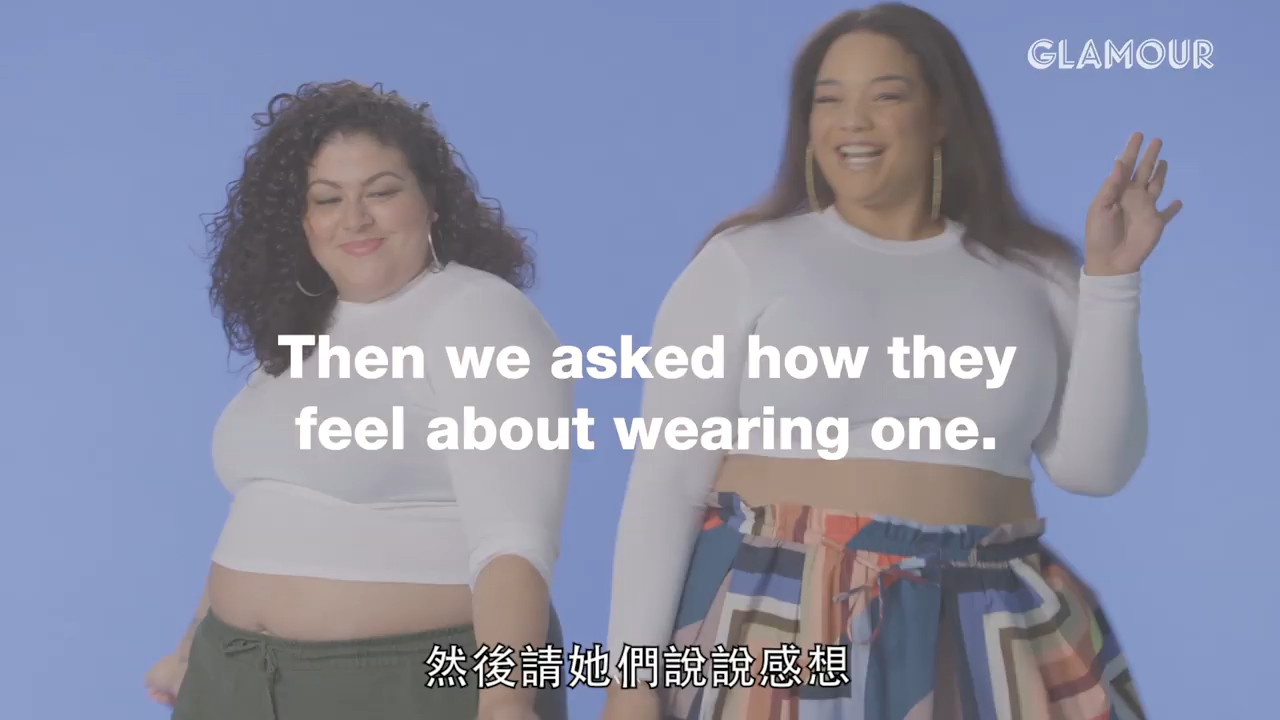 GLAMOUR
Then we asked how they
feel about wearing one.
然後請她們說說感想